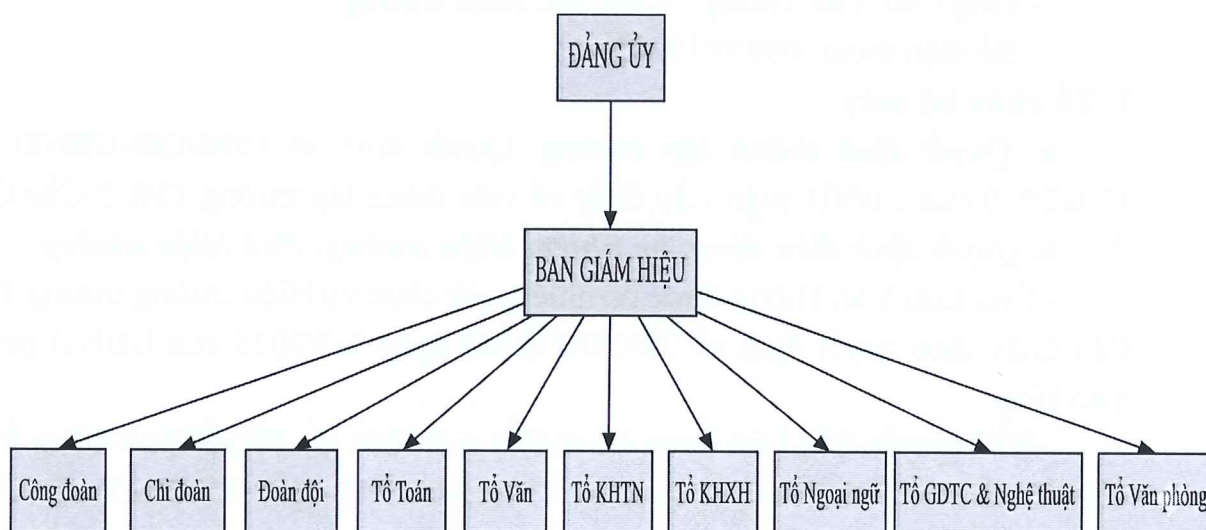 ĐẢNG ỦY
BAN GIÁM HIỆU
Công đoàn
Chi đoàn
Đoàn đội
Tổ Toán
Tổ Văn
Tổ KHTN
Tổ KHXH
Tổ Ngoại ngữ
Tổ GDTC & Nghệ thuật
Tổ Văn phòng